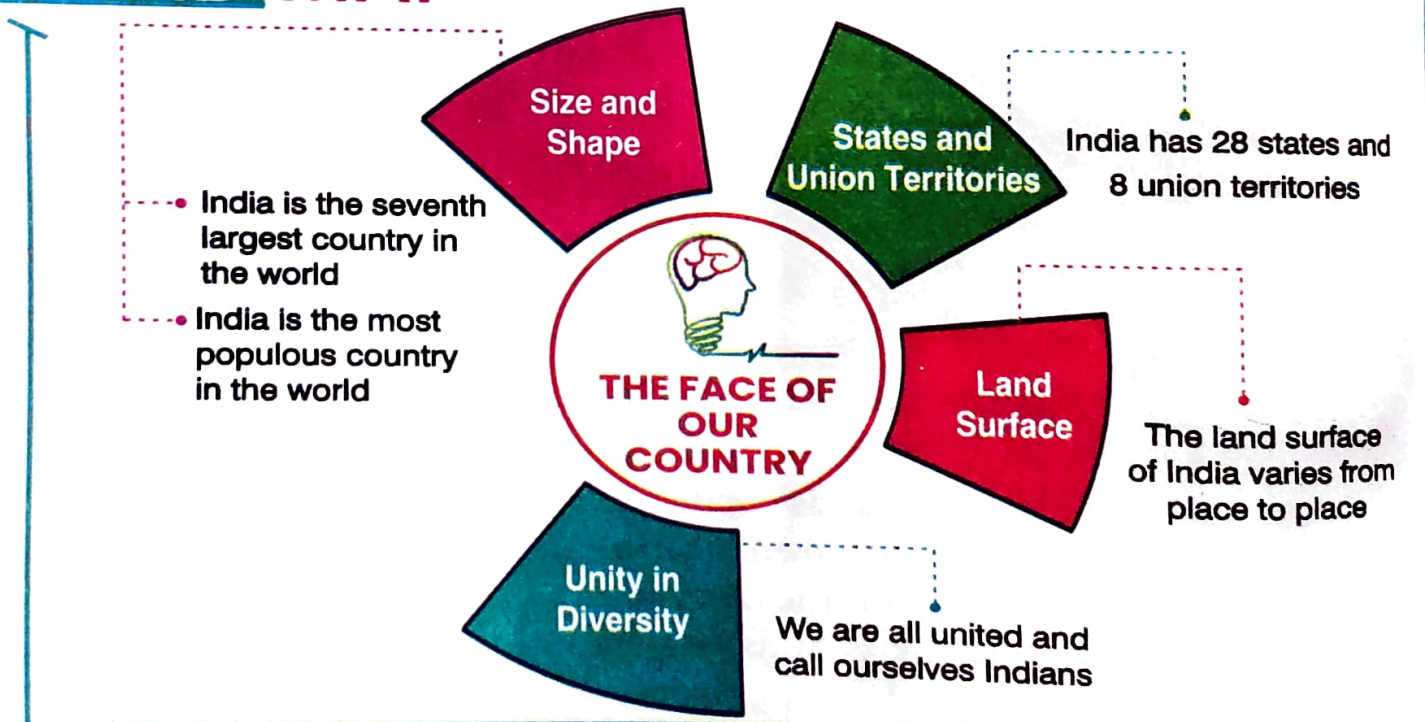 Size and
Shape
India is the seventh
largest country in
the world
India is the most
populous country
in the world
States and
Union Territories
India has 28 states and
8 union territories
THE FACE OF
OUR
COUNTRY
Land
Surface
The land surface
of India varies from
place to place
Unity in
Diversity
We are all united and
call ourselves Indians